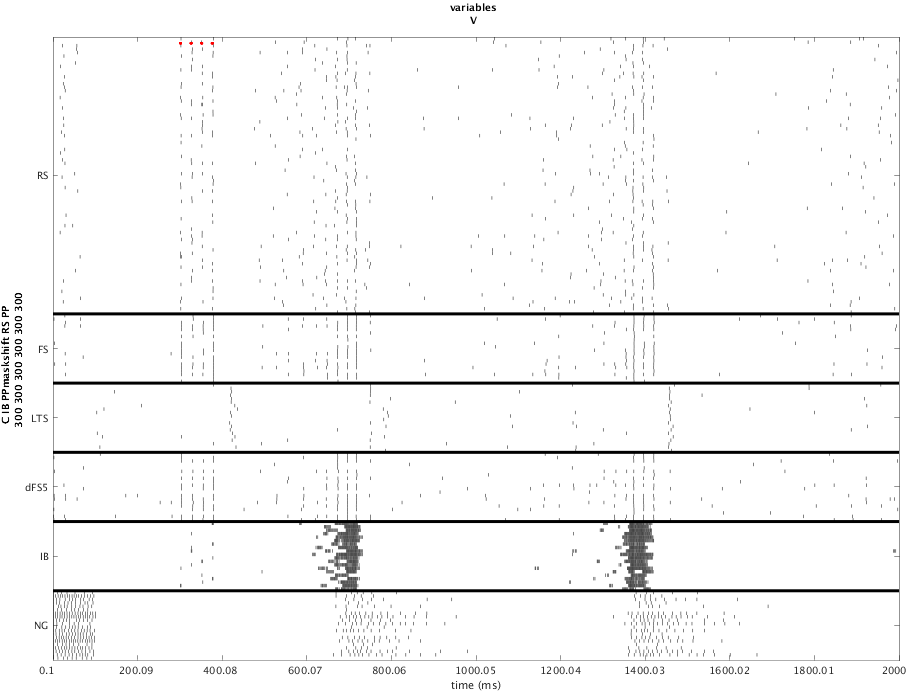 variables
V
C IB PPmaskshift RS PP
300 300 300 300 300 300
RS
FS
LTS
dFS5
IB
NG
0.1 200.09 400.08 600.07 800.06 1000.05 1200.04 1400.03 1600.02 1800.01 2000
time (ms)